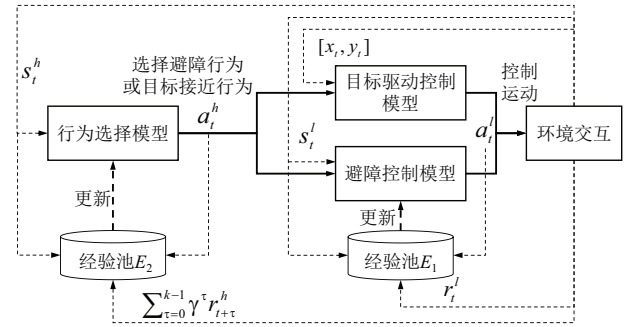 [x_t, y_t]
s_t^h
选择避障行为
或目标接近行为
a_t^h
目标驱动控制
模型
控制
运动
行为选择模型
s_t^l
a_t^l
环境交互
避障控制模型
更新
更新
经验池E_2
经验池E_1
r_t^l
\sum_{τ=0}^{k-1} γ^τ r_{t+τ}^h